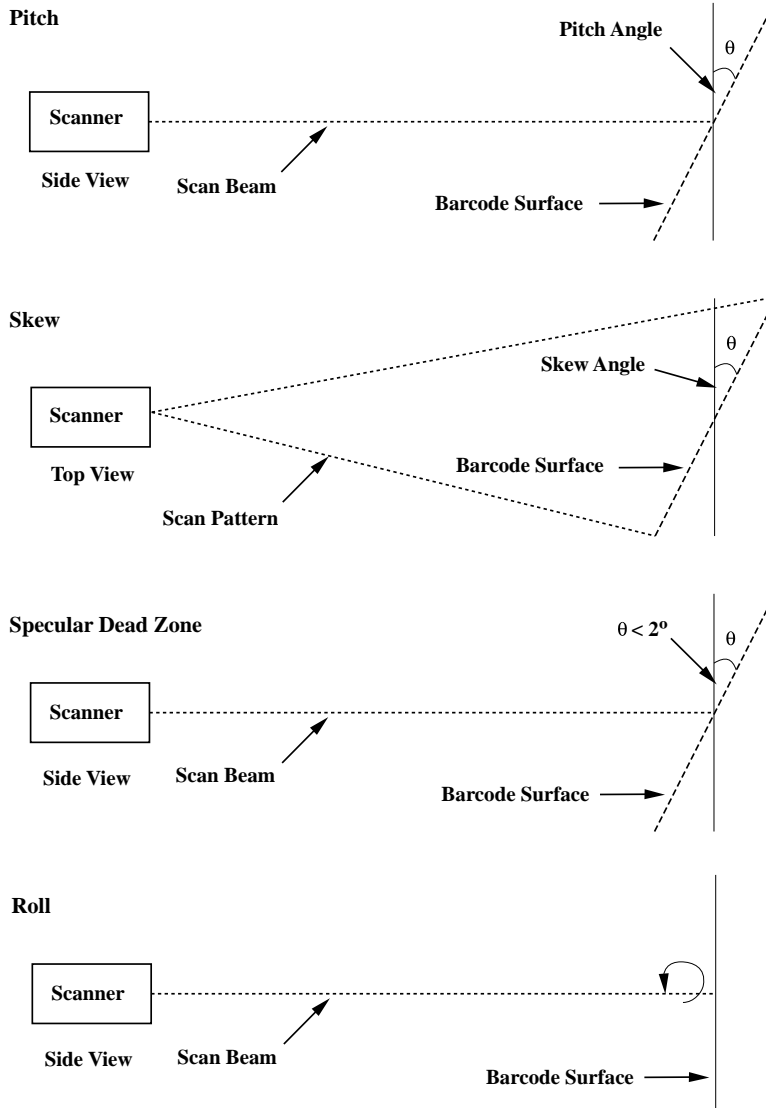 Pitch
Pitch Angle
θ
Scanner
Side View
Scan Beam
Barcode Surface
Skew
θ
Skew Angle
Scanner
Top View
Barcode Surface
Scan Pattern
Specular Dead Zone
θ < 2º
θ
Scanner
Side View
Scan Beam
Barcode Surface
Roll
Scanner
Side View
Scan Beam
Barcode Surface